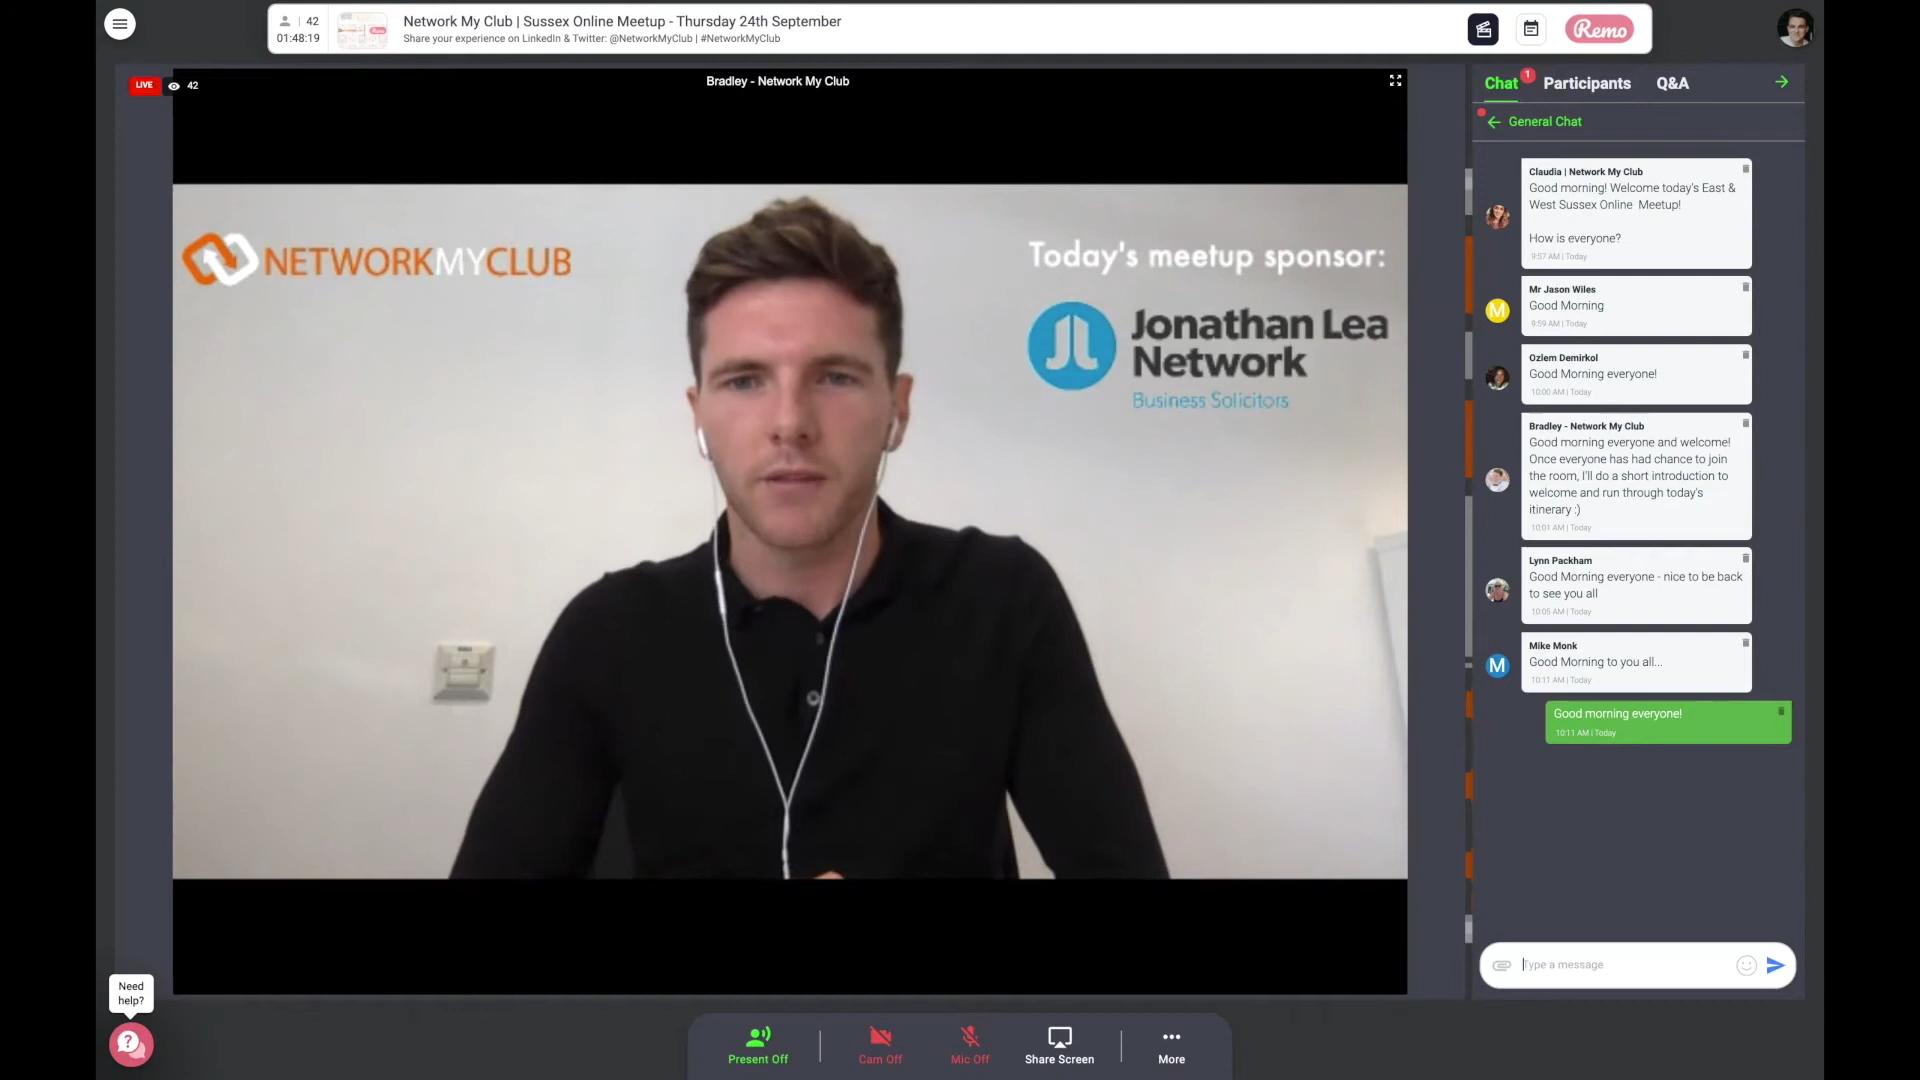 42
01:48:19
Network My Club | Sussex Online Meetup - Thursday 24th September
Share your experience on LinkedIn & Twitter: @NetworkMyClub | #NetworkMyClub
Remo
LIVE
42
Bradley - Network My Club
NETWORKMYCLUB
Today's meetup sponsor:
JL
Jonathan Lea
Network
Business Solicitors
Chat
1
Participants
Q&A
General Chat
Claudia | Network My Club
Good morning! Welcome today's East &
West Sussex Online Meetup!
How is everyone?
9:57 AM | Today
M
Mr Jason Wiles
Good Morning
9:59 AM | Today
Ozlem Demirkol
Good Morning everyone!
10:00 AM | Today
Bradley - Network My Club
Good morning everyone and welcome!
Once everyone has had chance to join
the room, I'll do a short introduction to
welcome and run through today's
itinerary :)
10:01 AM | Today
Lynn Packham
Good Morning everyone - nice to be back
to see you all
10:05 AM | Today
M
Mike Monk
Good Morning to you all...
10:11 AM | Today
Good morning everyone!
10:11 AM | Today
Type a message
Need
help?
?
Present Off
Cam Off
Mic Off
Share Screen
More